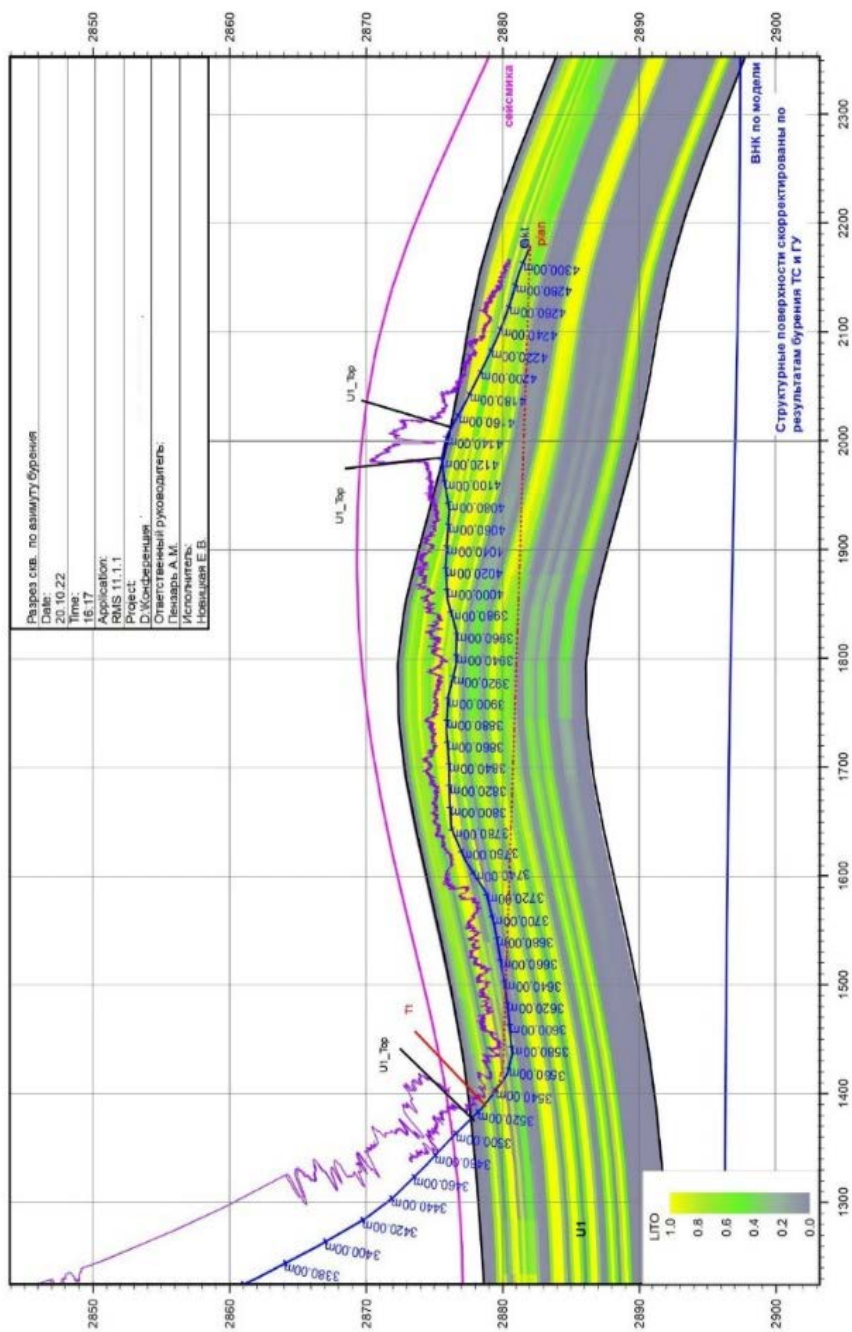 2850
2860
2870
2880
2890
2900
Разрез скв. по азимуту бурения
Date:
20.10.22
Time:
16:17
Application:
RMS 11.1.1
Project:
D:\Конференция
Ответственный руководитель:
Пензарь А.М.
Исполнитель:
Новицкая Е.В.
сейсмика
ВНК по модели
Структурные поверхности скорректированы по
результатам бурения ТС и ГУ
plan
U1_Top
U1_Top
U1_Top
T1
3380.00m
3400.00m
3420.00m
3440.00m
3460.00m
3480.00m
3500.00m
3520.00m
3540.00m
3560.00m
3580.00m
3600.00m
3620.00m
3640.00m
3660.00m
3680.00m
3700.00m
3720.00m
3740.00m
3760.00m
3780.00m
3800.00m
3820.00m
3840.00m
3860.00m
3880.00m
3900.00m
3920.00m
3940.00m
3960.00m
3980.00m
4000.00m
4020.00m
4040.00m
4060.00m
4080.00m
4100.00m
4120.00m
4140.00m
4160.00m
4180.00m
4200.00m
4220.00m
4240.00m
4260.00m
4280.00m
4300.00m
U1
LITO
1.0
0.8
0.6
0.4
0.2
0.0
1300
1400
1500
1600
1700
1800
1900
2000
2100
2200
2300
2850
2860
2870
2880
2890
2900